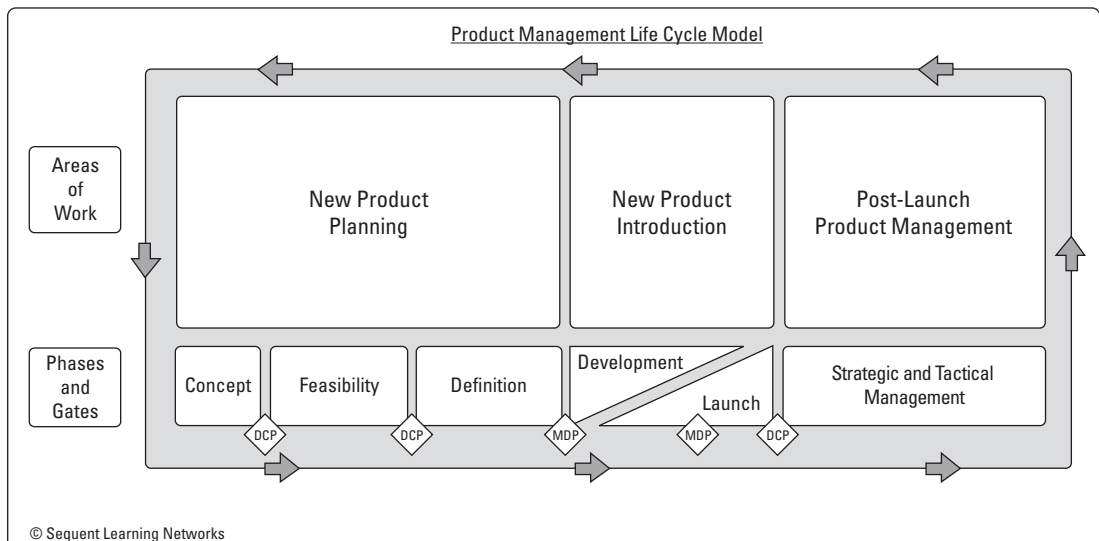 Product Management Life Cycle Model
Areas
of
Work
New Product
Planning
New Product
Introduction
Post-Launch
Product Management
Phases
and
Gates
Concept
Feasibility
Definition
Development
Launch
Strategic and Tactical
Management
DCP
DCP
MDP
MDP
DCP
© Sequent Learning Networks